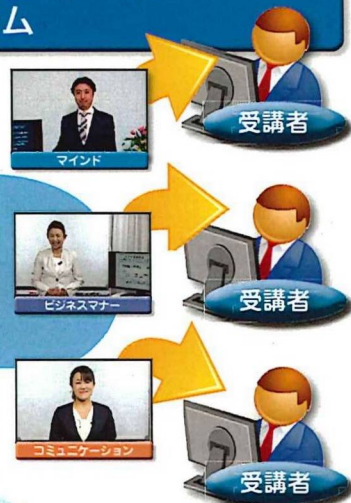 ム
受講者
マインド
受講者
ビジネスマナー
受講者
コミュニケーション